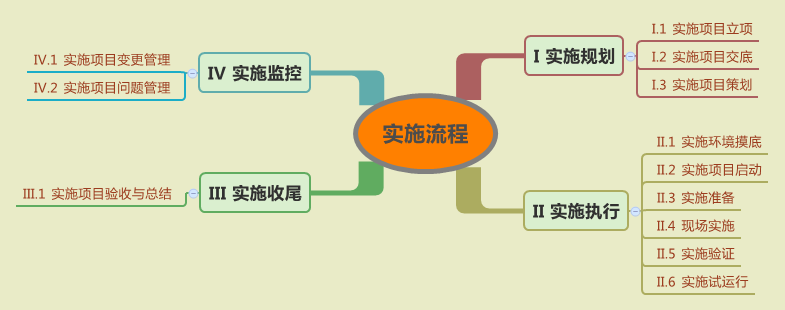 实施流程
I 实施规划
I.1 实施项目立项
I.2 实施项目交底
I.3 实施项目策划
II 实施执行
II.1 实施环境摸底
II.2 实施项目启动
II.3 实施准备
II.4 现场实施
II.5 实施验证
II.6 实施试运行
III 实施收尾
III.1 实施项目验收与总结
IV 实施监控
IV.1 实施项目变更管理
IV.2 实施项目问题管理